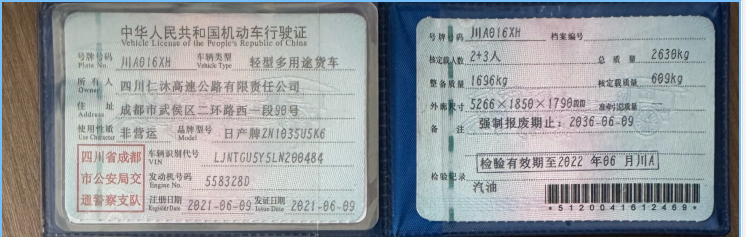 中华人民共和国机动车行驶证
Vehicle License of the People's Republic of China
号牌号码 川A016XH 车辆类型 轻型多用途货车
Plate No. Vehicle Type
所有人 四川仁沐高速公路有限责任公司
Owner
住址 成都市武侯区二环路西一段90号
Address
使用性质 非营运 品牌型号 日产牌ZN1035U5K6
Use Character Model
四川省成都
市公安局交
通警察支队
车辆识别代号 LJNTGU5Y5LN200484
VIN
发动机号码 558328D
Engine No.
注册日期 2021-06-09 发证日期 2021-06-09
Register Date Issue Date
号牌号码 川A016XH 档案编号
核定载人数 2+3人 总质量 2630kg
整备质量 1696kg 核定载质量 609kg
外廓尺寸 5266×1850×1790mm 准牵引总质量 --
备注 强制报废期止：2036-06-09
检验有效期至2022年06月川A
检验记录
汽油
*5120041612469*